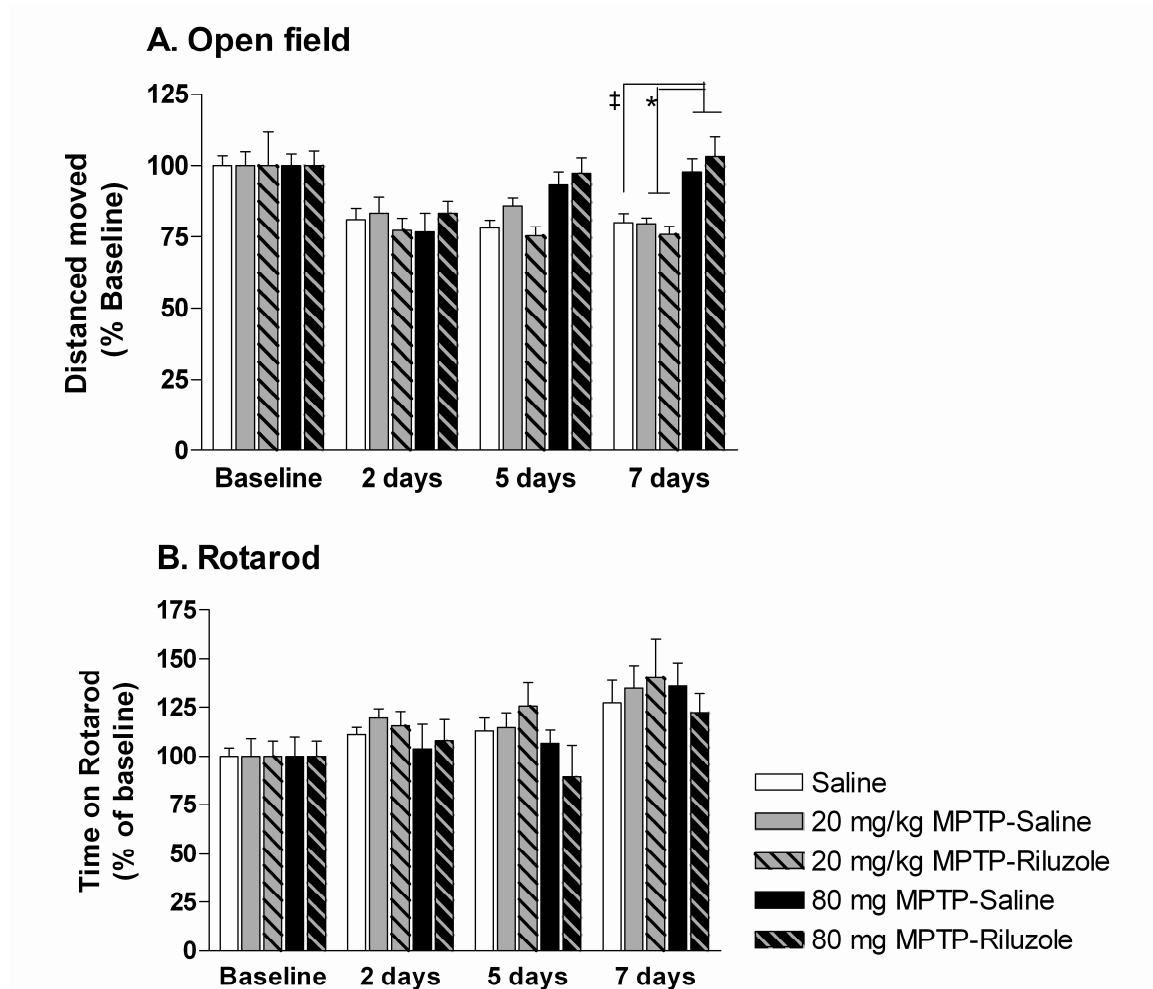 A. Open field
Distanced moved
(% Baseline)
125
100
75
50
25
0
‡
*
Baseline
2 days
5 days
7 days
B. Rotarod
Time on Rotarod
(% of baseline)
175
150
125
100
75
50
25
0
Baseline
2 days
5 days
7 days
Saline
20 mg/kg MPTP-Saline
20 mg/kg MPTP-Riluzole
80 mg MPTP-Saline
80 mg MPTP-Riluzole